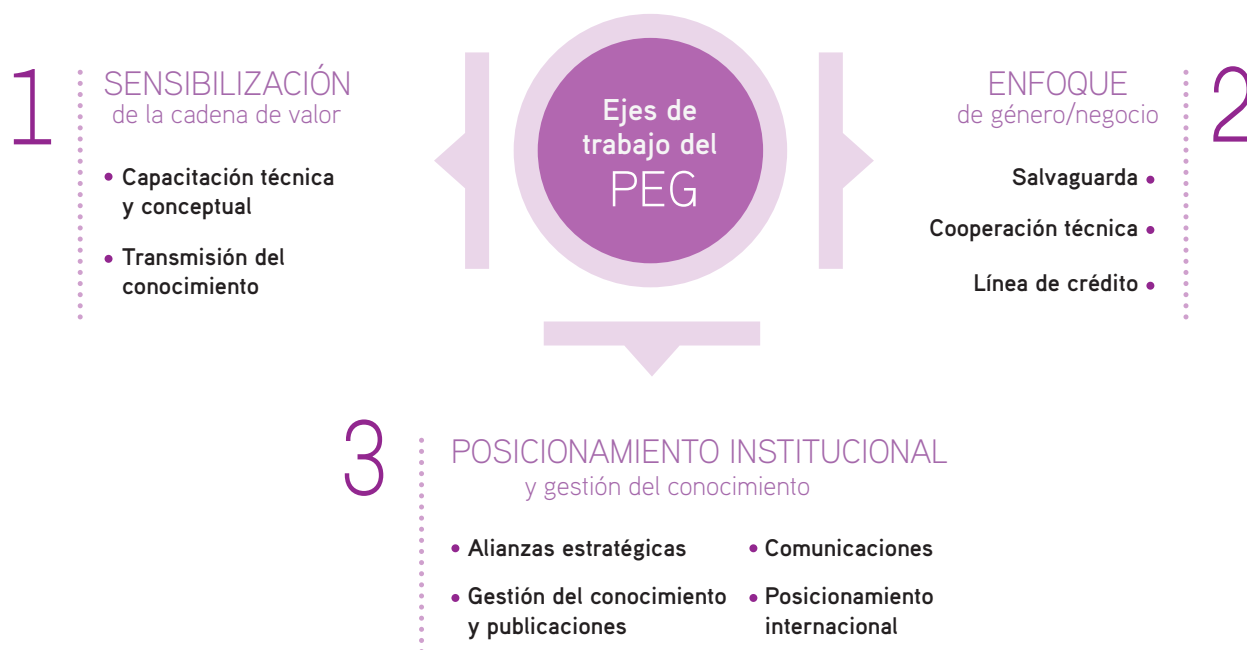 Ejes de
trabajo del
PEG
1
SENSIBILIZACIÓN
de la cadena de valor
• Capacitación técnica
y conceptual
• Transmisión del
conocimiento
2
ENFOQUE
de género/negocio
Salvaguarda •
Cooperación técnica •
Línea de crédito •
3
POSICIONAMIENTO INSTITUCIONAL
y gestión del conocimiento
• Alianzas estratégicas
• Gestión del conocimiento
y publicaciones
• Comunicaciones
• Posicionamiento
internacional